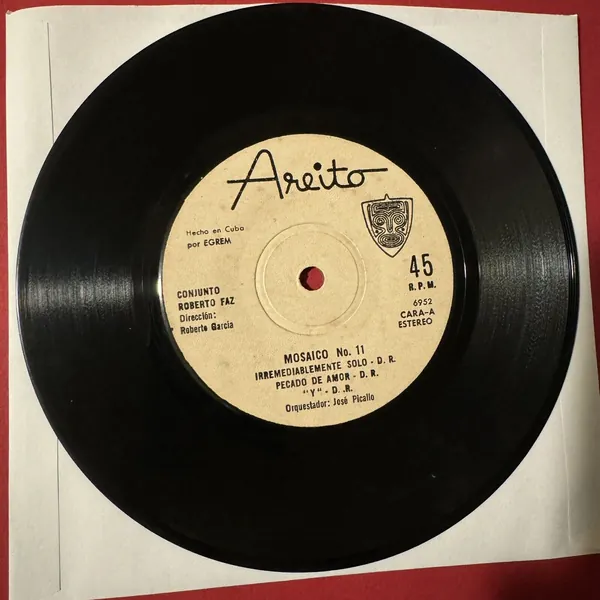 Areito
Hecho en Cuba
por EGREM
45
R.P.M.
6952
CARA-A
ESTEREO
CONJUNTO
ROBERTO FAZ
Dirección:
Roberto García
MOSAICO No. 11
IRREMEDIABLEMENTE SOLO - D. R.
PECADO DE AMOR - D. R.
"Y" - D. .R.
Orquestador: José Picallo